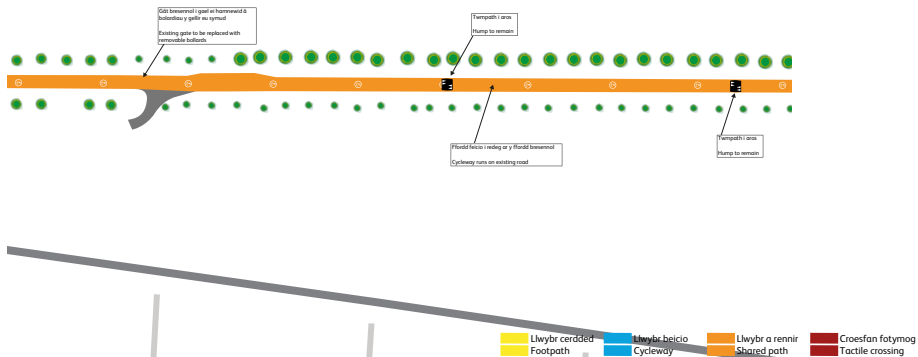 Gât bresennol i gael ei hamnewid â
bolardiau y gellir eu symud
Existing gate to be replaced with
removable bollards
Twmpath i aros
Hump to remain
Ffordd feicio i redeg ar y ffordd bresennol
Cycleway runs on existing road
Twmpath i aros
Hump to remain
Llwybr cerdded
Footpath
Llwybr beicio
Cycleway
Llwybr a rennir
Shared path
Croesfan fotymog
Tactile crossing